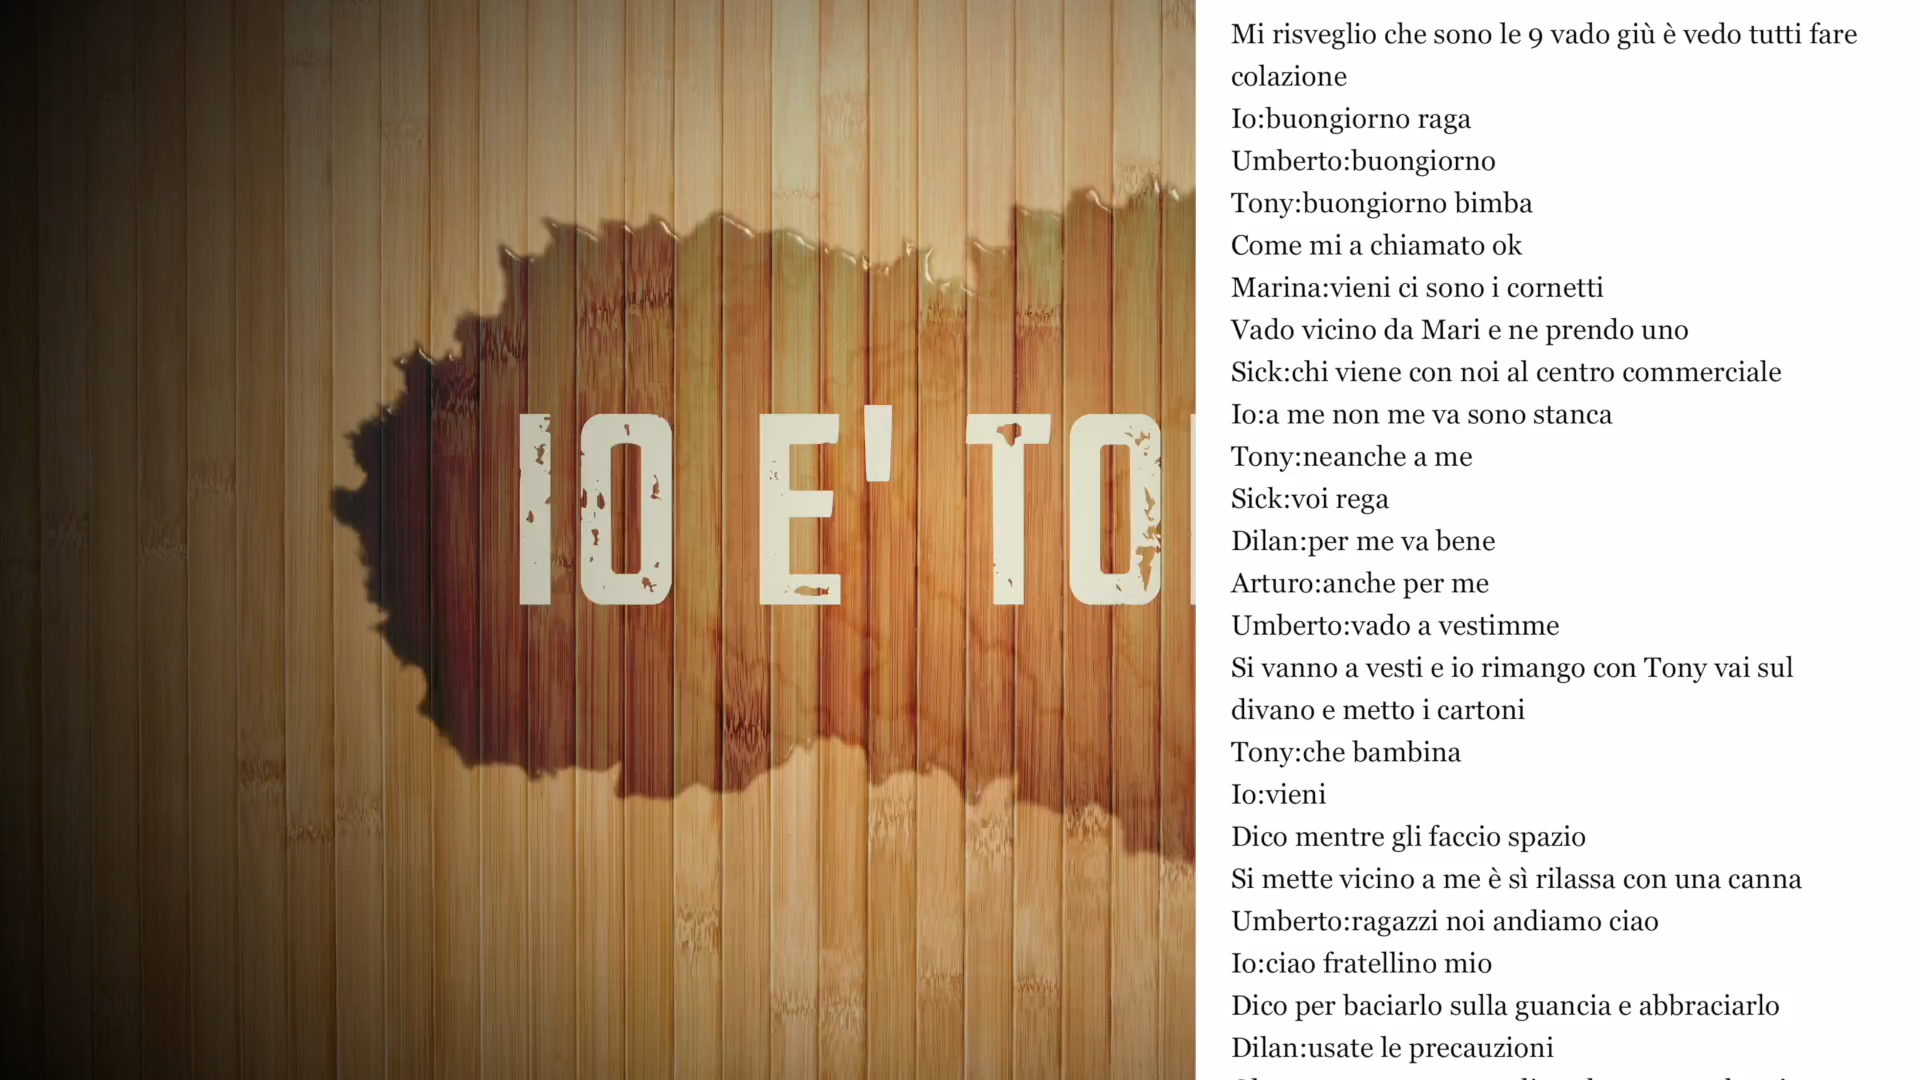 IO E' TO
Mi risveglio che sono le 9 vado giù è vedo tutti fare
colazione
Io:buongiorno raga
Umberto:buongiorno
Tony:buongiorno bimba
Come mi a chiamato ok
Marina:vieni ci sono i cornetti
Vado vicino da Mari e ne prendo uno
Sick:chi viene con noi al centro commerciale
Io:a me non me va sono stanca
Tony:neanche a me
Sick:voi rega
Dilan:per me va bene
Arturo:anche per me
Umberto:vado a vestimme
Si vanno a vesti e io rimango con Tony vai sul
divano e metto i cartoni
Tony:che bambina
Io:vieni
Dico mentre gli faccio spazio
Si mette vicino a me è sì rilassa con una canna
Umberto:ragazzi noi andiamo ciao
Io:ciao fratellino mio
Dico per baciarlo sulla guancia e abbraciarlo
Dilan:usate le precauzioni